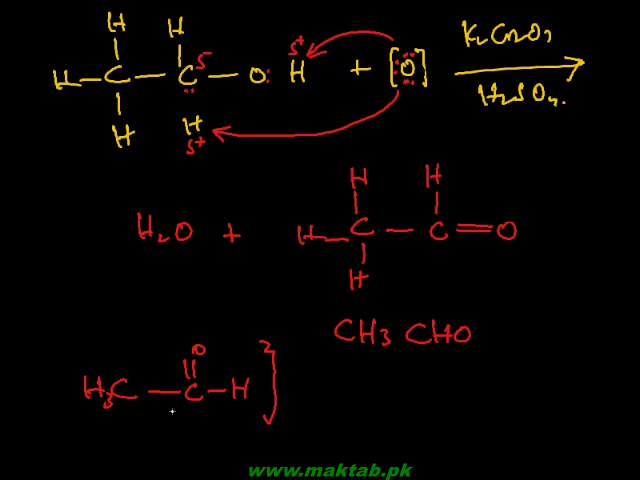 H H
H — C — C δ — O : H δ+ + [O] K2Cr2O7
H H δ+ H2SO4.
H2O + H — C — C = O
H H
H
CH3 CHO
O
H3C — C — H
www.maktab.pk